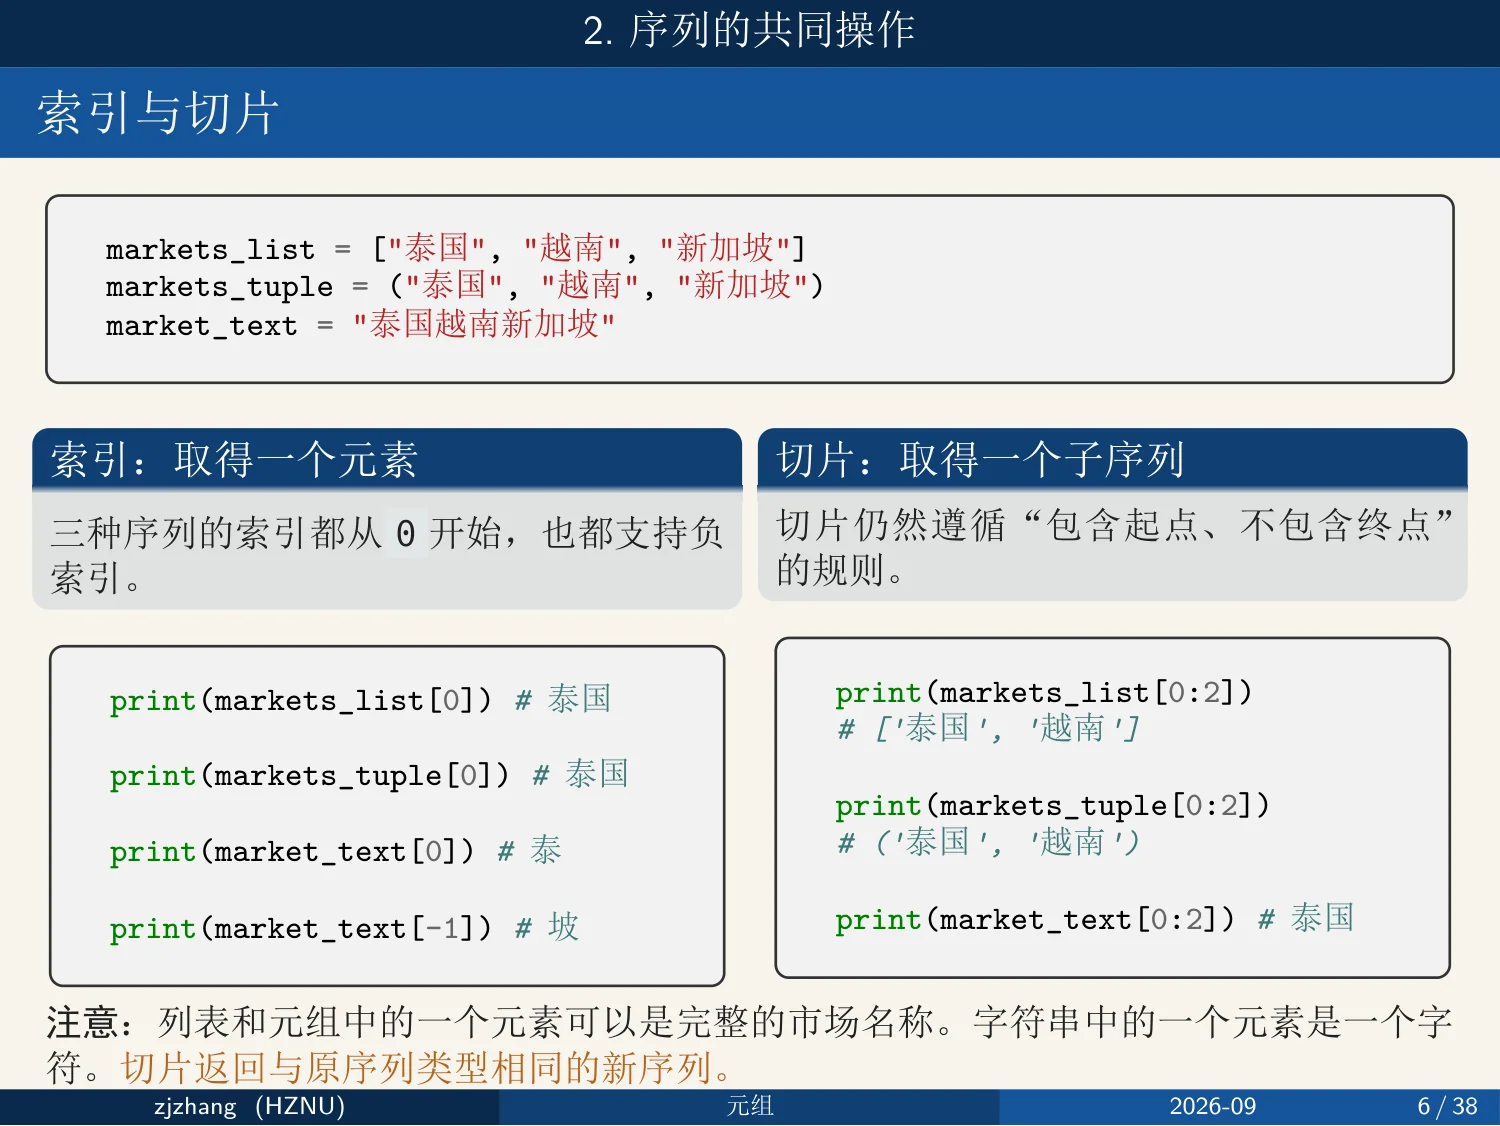 2. 序列的共同操作
索引与切片
markets_list = ["泰国", "越南", "新加坡"]
markets_tuple = ("泰国", "越南", "新加坡")
market_text = "泰国越南新加坡"
索引：取得一个元素
三种序列的索引都从 0 开始，也都支持负
索引。
print(markets_list[0]) # 泰国
print(markets_tuple[0]) # 泰国
print(market_text[0]) # 泰
print(market_text[-1]) # 坡
切片：取得一个子序列
切片仍然遵循“包含起点、不包含终点”
的规则。
print(markets_list[0:2])
# ['泰国', '越南']
print(markets_tuple[0:2])
# ('泰国', '越南')
print(market_text[0:2]) # 泰国
注意：列表和元组中的一个元素可以是完整的市场名称。字符串中的一个元素是一个字
符。切片返回与原序列类型相同的新序列。
zjzhang (HZNU) 元组 2026-09 6 / 38